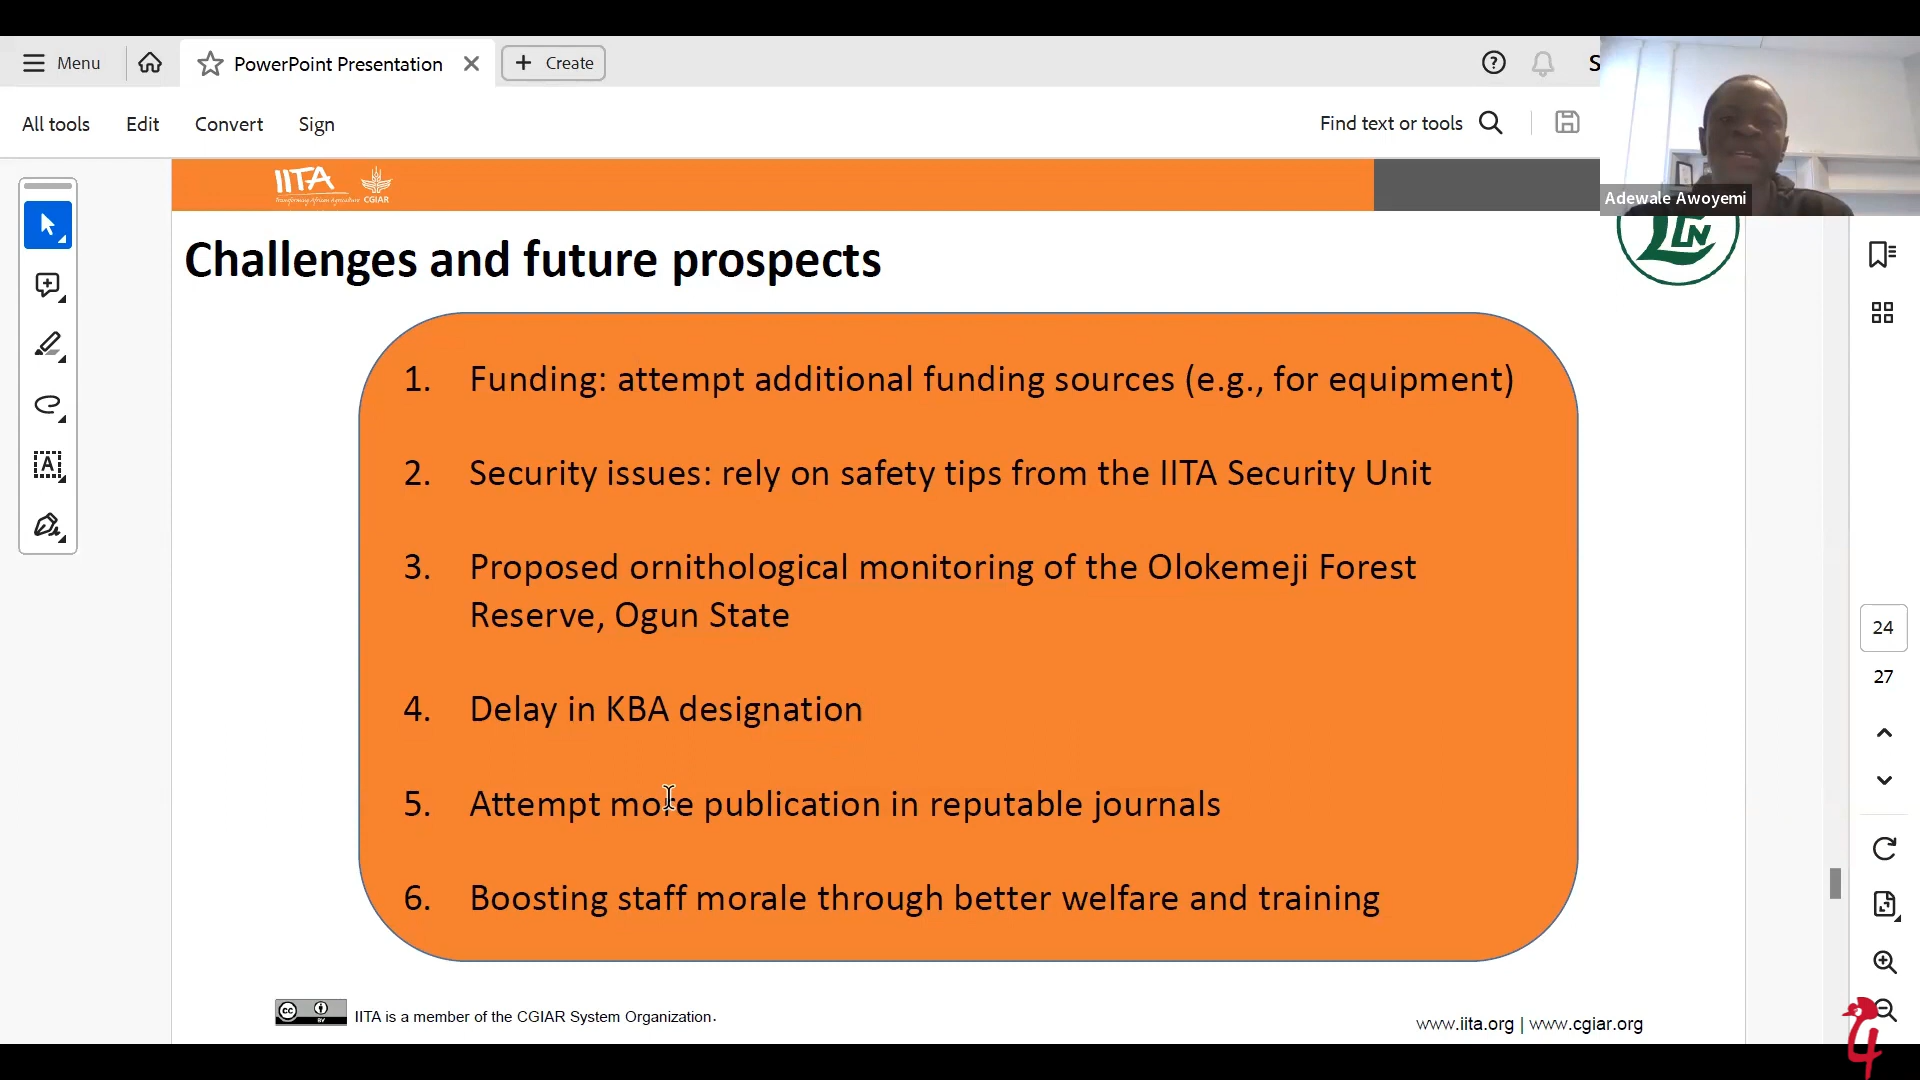 Menu
PowerPoint Presentation
Create
All tools
Edit
Convert
Sign
Find text or tools
Adewale Awoyemi
IITA
Transforming African Agriculture
CGIAR
Challenges and future prospects
1. Funding: attempt additional funding sources (e.g., for equipment)
2. Security issues: rely on safety tips from the IITA Security Unit
3. Proposed ornithological monitoring of the Olokemeji Forest
Reserve, Ogun State
4. Delay in KBA designation
5. Attempt more publication in reputable journals
6. Boosting staff morale through better welfare and training
24
27
cc
BY
IITA is a member of the CGIAR System Organization.
www.iita.org | www.cgiar.org
4